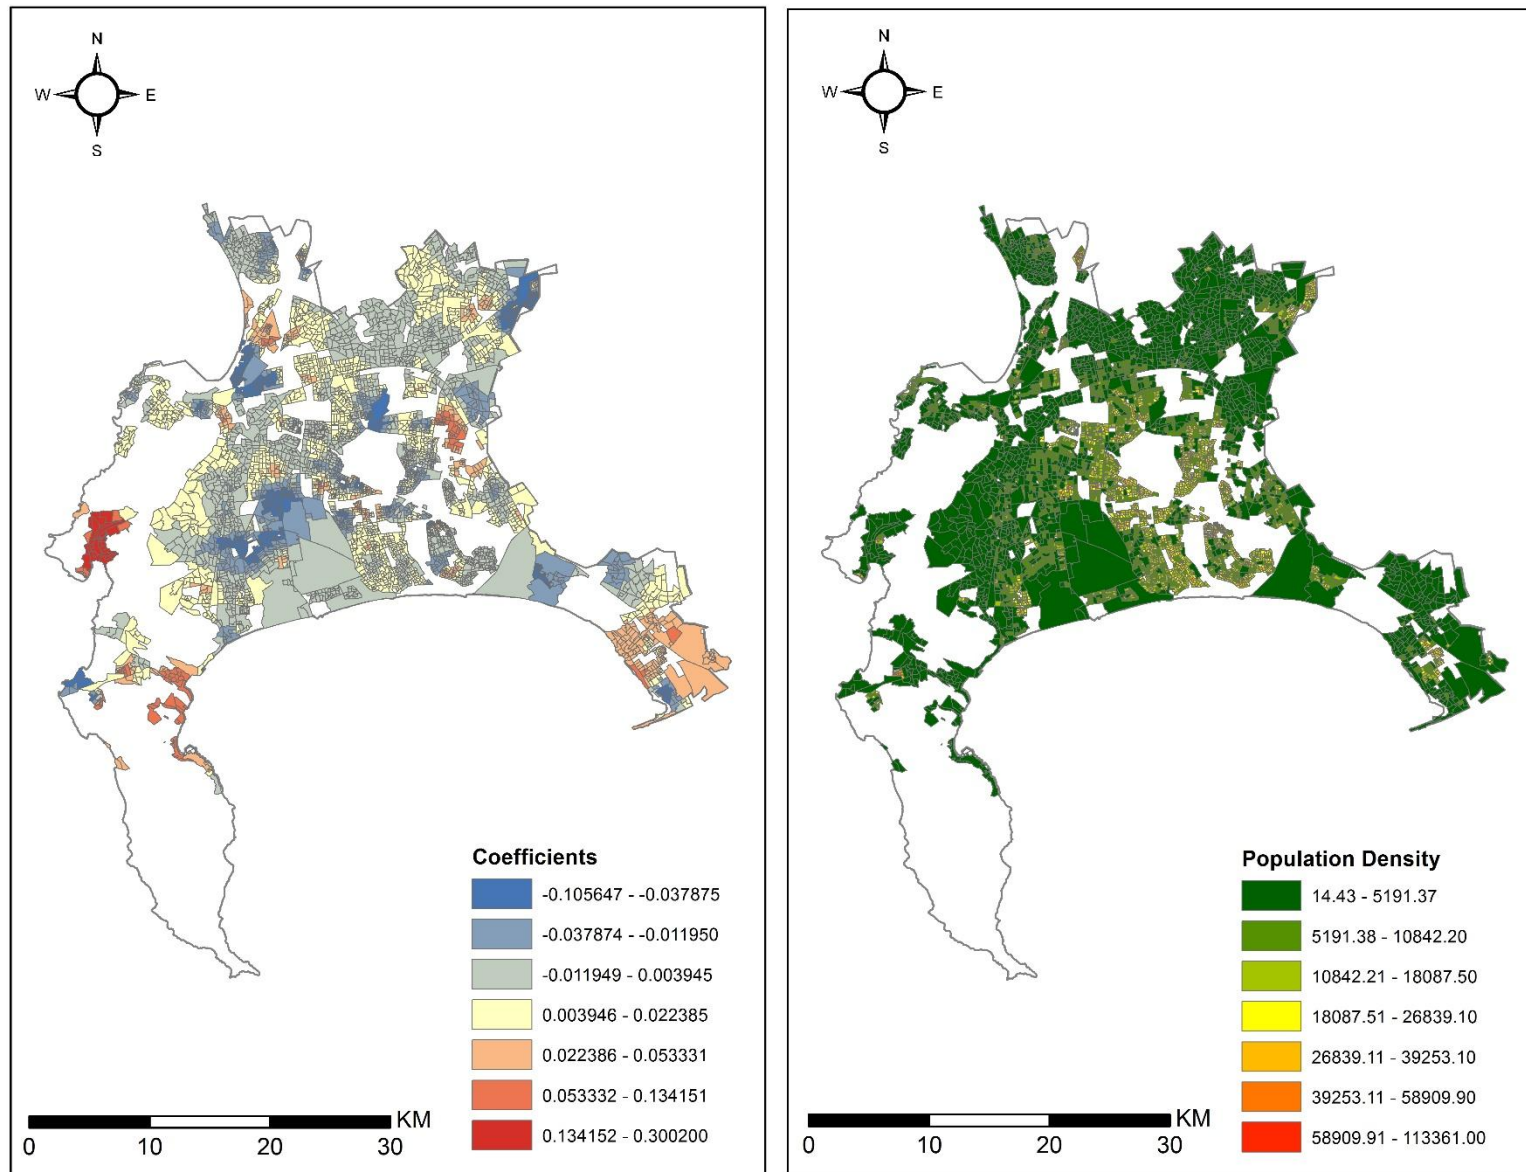 N
W E
S
Coefficients
-0.105647 - -0.037875
-0.037874 - -0.011950
-0.011949 - 0.003945
0.003946 - 0.022385
0.022386 - 0.053331
0.053332 - 0.134151
0.134152 - 0.300200
KM
0 10 20 30
N
W E
S
Population Density
14.43 - 5191.37
5191.38 - 10842.20
10842.21 - 18087.50
18087.51 - 26839.10
26839.11 - 39253.10
39253.11 - 58909.90
58909.91 - 113361.00
KM
0 10 20 30